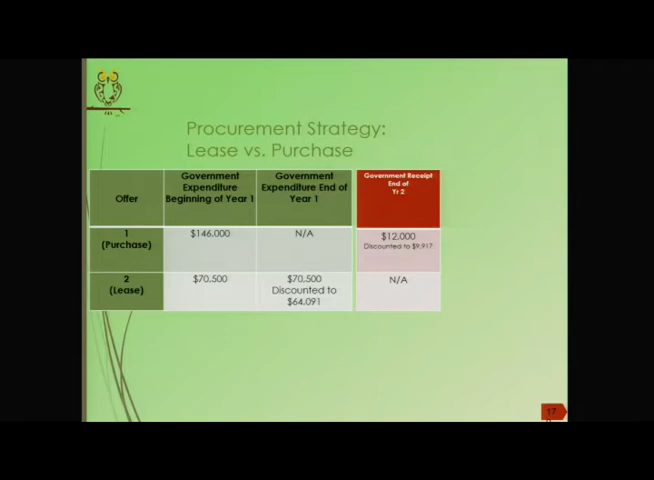 Procurement Strategy:
Lease vs. Purchase
Offer
Government
Expenditure
Beginning of Year 1
Government
Expenditure End of
Year 1
Government Receipt
End of
Yr 2
1
(Purchase)
$146.000
N/A
$12.000
Discounted to $9,917
2
(Lease)
$70,500
$70,500
Discounted to
$64.091
N/A
17